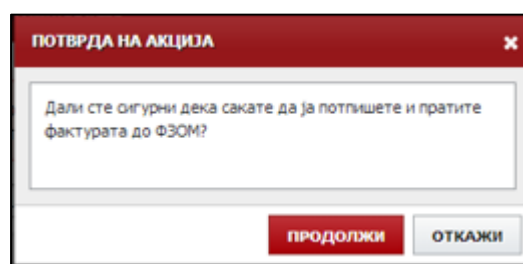 ПОТВРДА НА АКЦИЈА
Дали сте сигурни дека сакате да ја потпишете и пратите
фактурата до ФЗОМ?
ПРОДОЛЖИ ОТКАЖИ